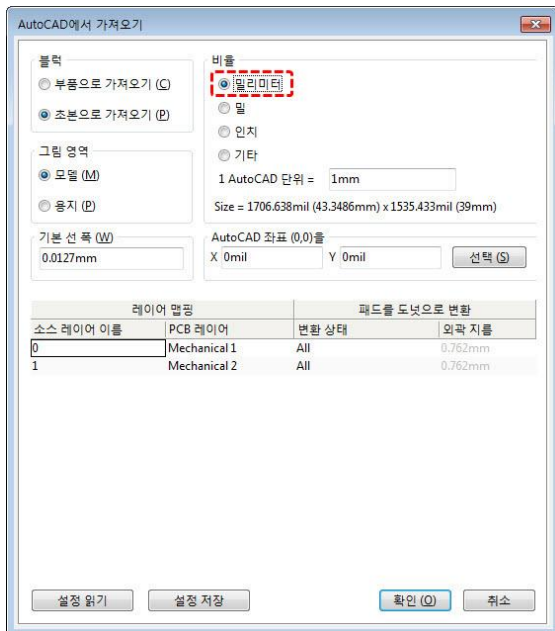 AutoCAD에서 가져오기
블럭
부품으로 가져오기 (C)
초본으로 가져오기 (P)
그림 영역
모델 (M)
용지 (P)
기본 선 폭 (W)
0.0127mm
비율
밀리미터
밀
인치
기타
1 AutoCAD 단위 = 1mm
Size = 1706.638mil (43.3486mm) x 1535.433mil (39mm)
AutoCAD 좌표 (0,0)을
X 0mil Y 0mil 선택 (S)
레이어 맵핑 패드를 도넛으로 변환
소스 레이어 이름 PCB 레이어 변환 상태 외곽 지름
0 Mechanical 1 All 0.762mm
1 Mechanical 2 All 0.762mm
설정 읽기 설정 저장 확인 (O) 취소